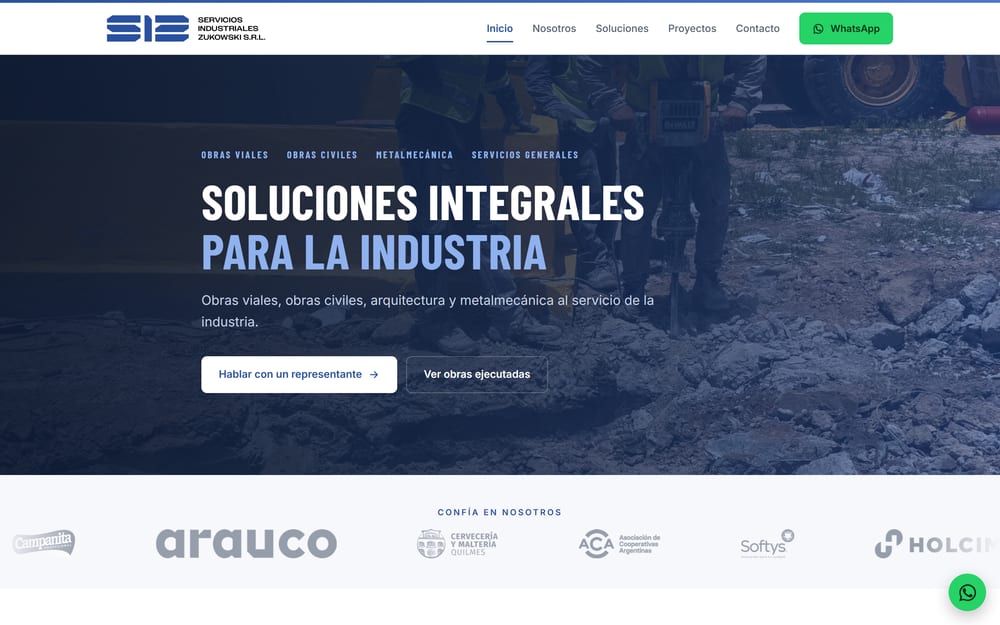 SERVICIOS
INDUSTRIALES
ZUKOWSKI S.R.L.
Inicio
Nosotros
Soluciones
Proyectos
Contacto
WhatsApp
OBRAS VIALES
OBRAS CIVILES
METALMECÁNICA
SERVICIOS GENERALES
SOLUCIONES INTEGRALES
PARA LA INDUSTRIA
Obras viales, obras civiles, arquitectura y metalmecánica al servicio de la
industria.
Hablar con un representante →
Ver obras ejecutadas
CONFÍA EN NOSOTROS
Campanita
arauco
CERVECERÍA
Y MALTERÍA
QUILMES
ACA
Asociación de
Cooperativas
Argentinas
Softys
HOLCIM
DEWALT